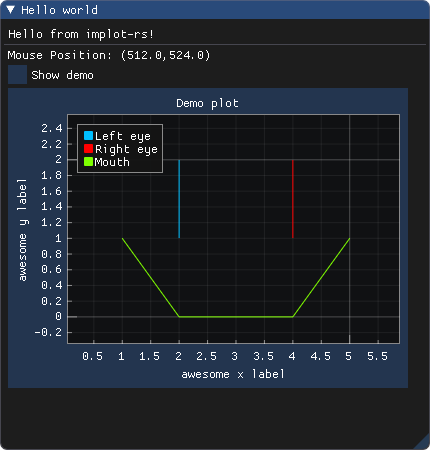 Hello world
Hello from implot-rs!
Mouse Position: (512.0,524.0)
Show demo
Demo plot
Left eye
Right eye
Mouth
awesome y label
2.4
2.2
2
1.8
1.6
1.4
1.2
1
0.8
0.6
0.4
0.2
0
-0.2
0.5 1 1.5 2 2.5 3 3.5 4 4.5 5 5.5
awesome x label